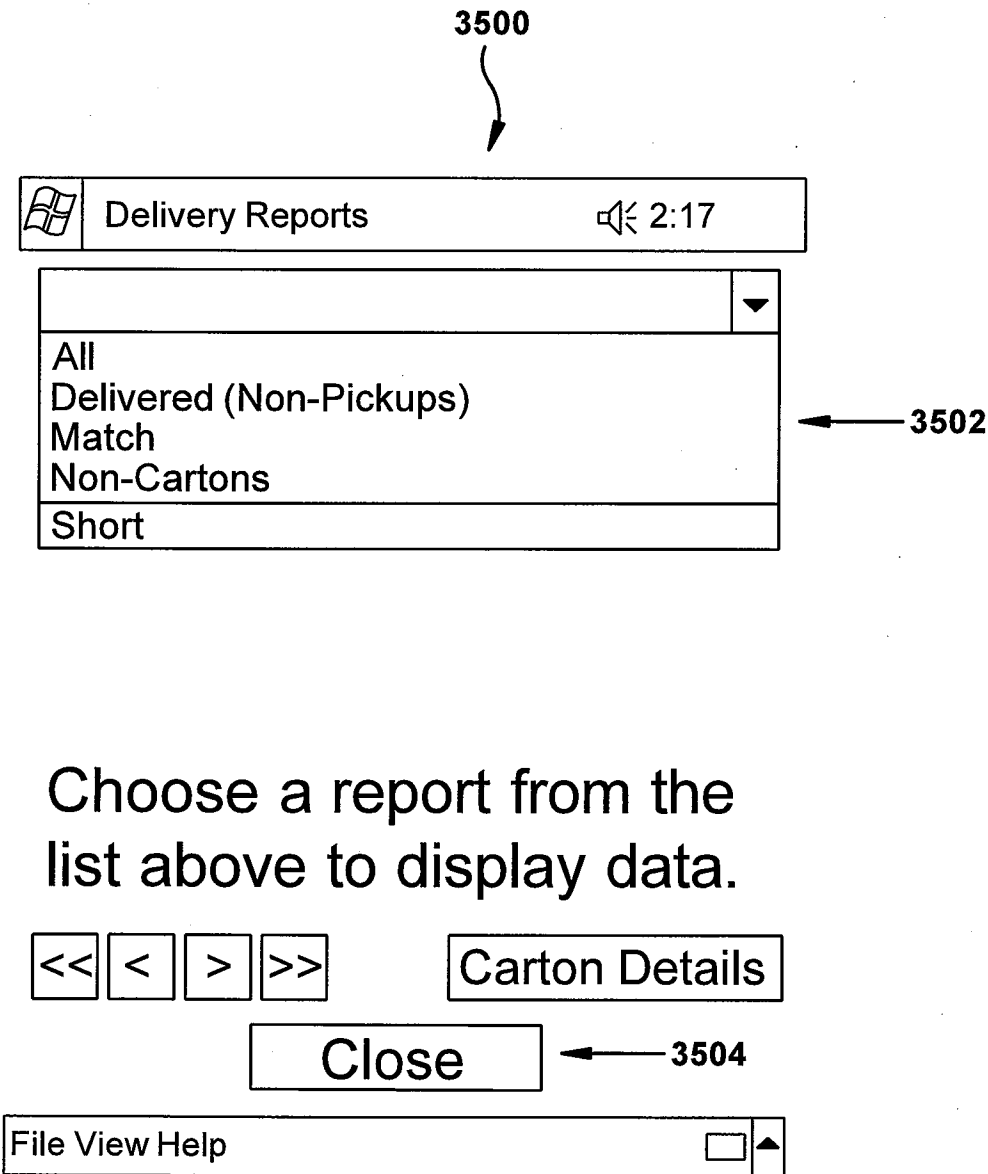 3500
Delivery Reports 2:17
All
Delivered (Non-Pickups)
Match
Non-Cartons
Short
3502
Choose a report from the
list above to display data.
<< < > >> Carton Details
Close
3504
File View Help